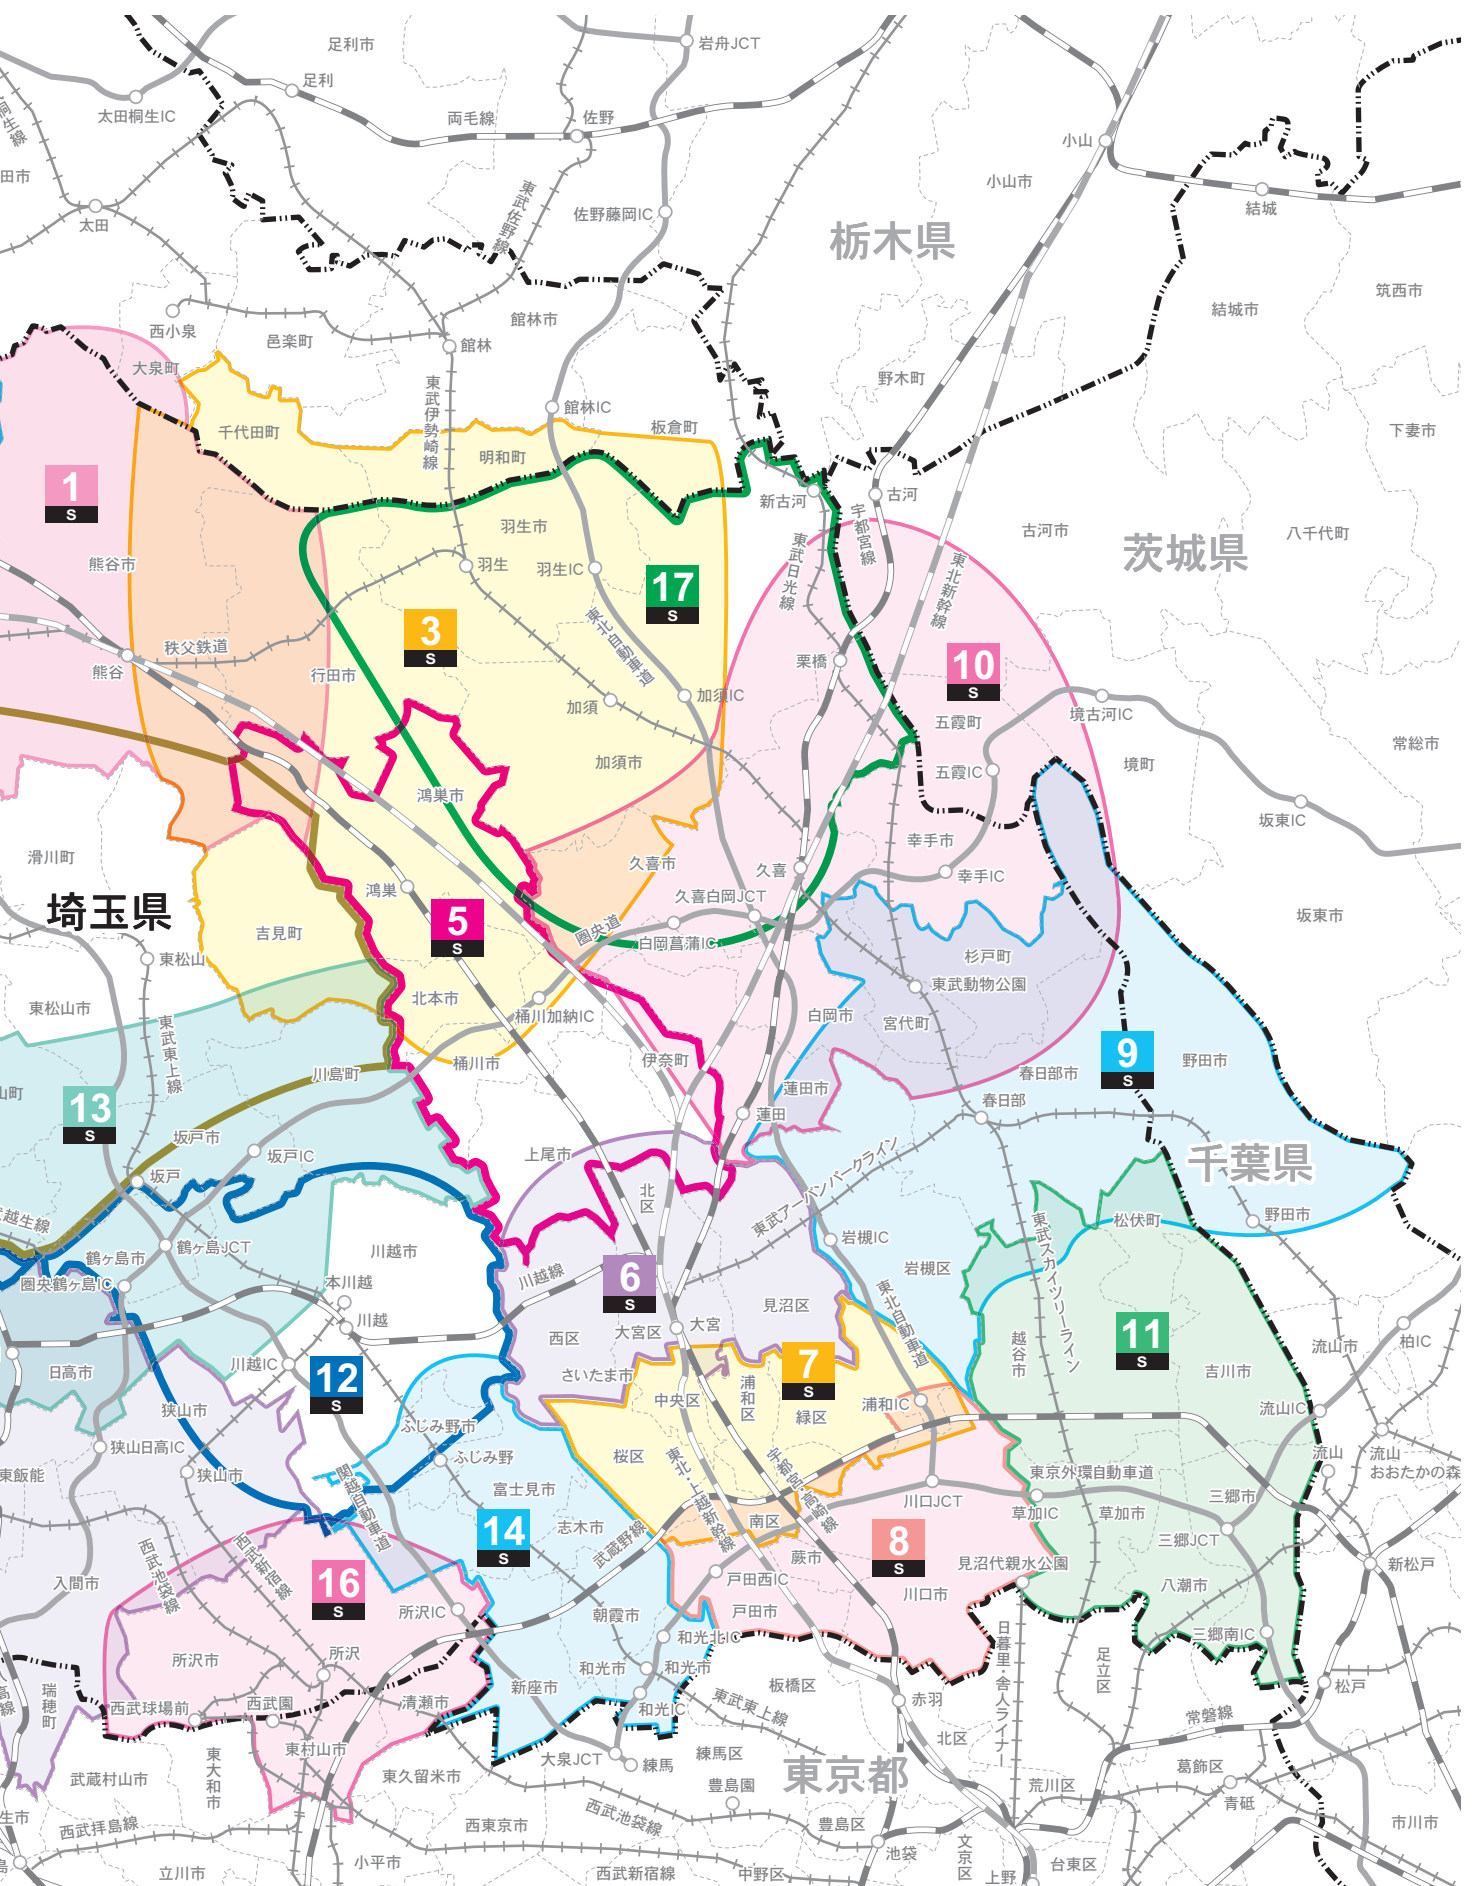 足利市
岩舟JCT
足利
太田桐生IC
両毛線
佐野
小山
田市
小山市
東武佐野線
佐野藤岡IC
結城
太田
栃木県
筑西市
結城市
西小泉
館林市
邑楽町
館林
大泉町
野木町
東武伊勢崎線
館林IC
板倉町
千代田町
下妻市
明和町
1
S
新古河
古河
宇都宮線
羽生市
古河市
八千代町
茨城県
東武日光線
東北新幹線
熊谷市
羽生
羽生IC
17
S
3
S
東北自動車道
秩父鉄道
10
S
栗橋
熊谷
行田市
加須
加須IC
境古河IC
五霞町
常総市
加須市
五霞IC
境町
鴻巣市
坂東IC
幸手市
滑川町
久喜市
久喜
幸手IC
鴻巣
久喜白岡JCT
埼玉県
5
S
坂東市
吉見町
圏央道
白岡菖蒲IC
杉戸町
東松山
東武動物公園
北本市
東松山市
桶川加納IC
白岡市
宮代町
東武東上線
9
S
伊奈町
野田市
桶川市
川島町
春日部市
蓮田市
13
S
春日部
蓮田
坂戸市
坂戸IC
上尾市
東武アーバンパークライン
千葉県
坂戸
北区
越生線
松伏町
野田市
東武スカイツリーライン
鶴ヶ島JCT
川越市
岩槻IC
鶴ヶ島市
岩槻区
圏央鶴ヶ島IC
本川越
川越線
6
S
東北自動車道
見沼区
川越
大宮区
大宮
西区
11
S
越谷市
流山市
柏IC
川越IC
7
S
日高市
さいたま市
吉川市
12
S
浦和区
中央区
浦和IC
緑区
狭山市
流山IC
ふじみ野市
狭山日高IC
桜区
ふじみ野
流山
流山
おおたかの森
東飯能
狭山市
関越自動車道
東北・上越新幹線
宇都宮・高崎線
東京外環自動車道
富士見市
川口JCT
三郷市
草加IC
草加市
14
S
志木市
南区
武蔵野線
8
S
三郷JCT
西武池袋線
西武新宿線
蕨市
見沼代親水公園
新松戸
16
S
入間市
戸田西IC
川口市
八潮市
所沢IC
朝霞市
戸田市
日暮里・舎人ライナー
和光北IC
三郷南IC
所沢市
所沢
足立区
和光市
和光市
瑞穂町
新座市
板橋区
松戸
西武球場前
西武園
清瀬市
東武東上線
和光IC
赤羽
常磐線
東村山市
北区
大泉JCT
練馬
練馬区
東京都
東大和市
武蔵村山市
東久留米市
豊島園
荒川区
葛飾区
青砥
西武池袋線
西武拝島線
西東京市
豊島区
市川市
生市
池袋
文京区
小平市
台東区
立川市
西武新宿線
中野区
上野